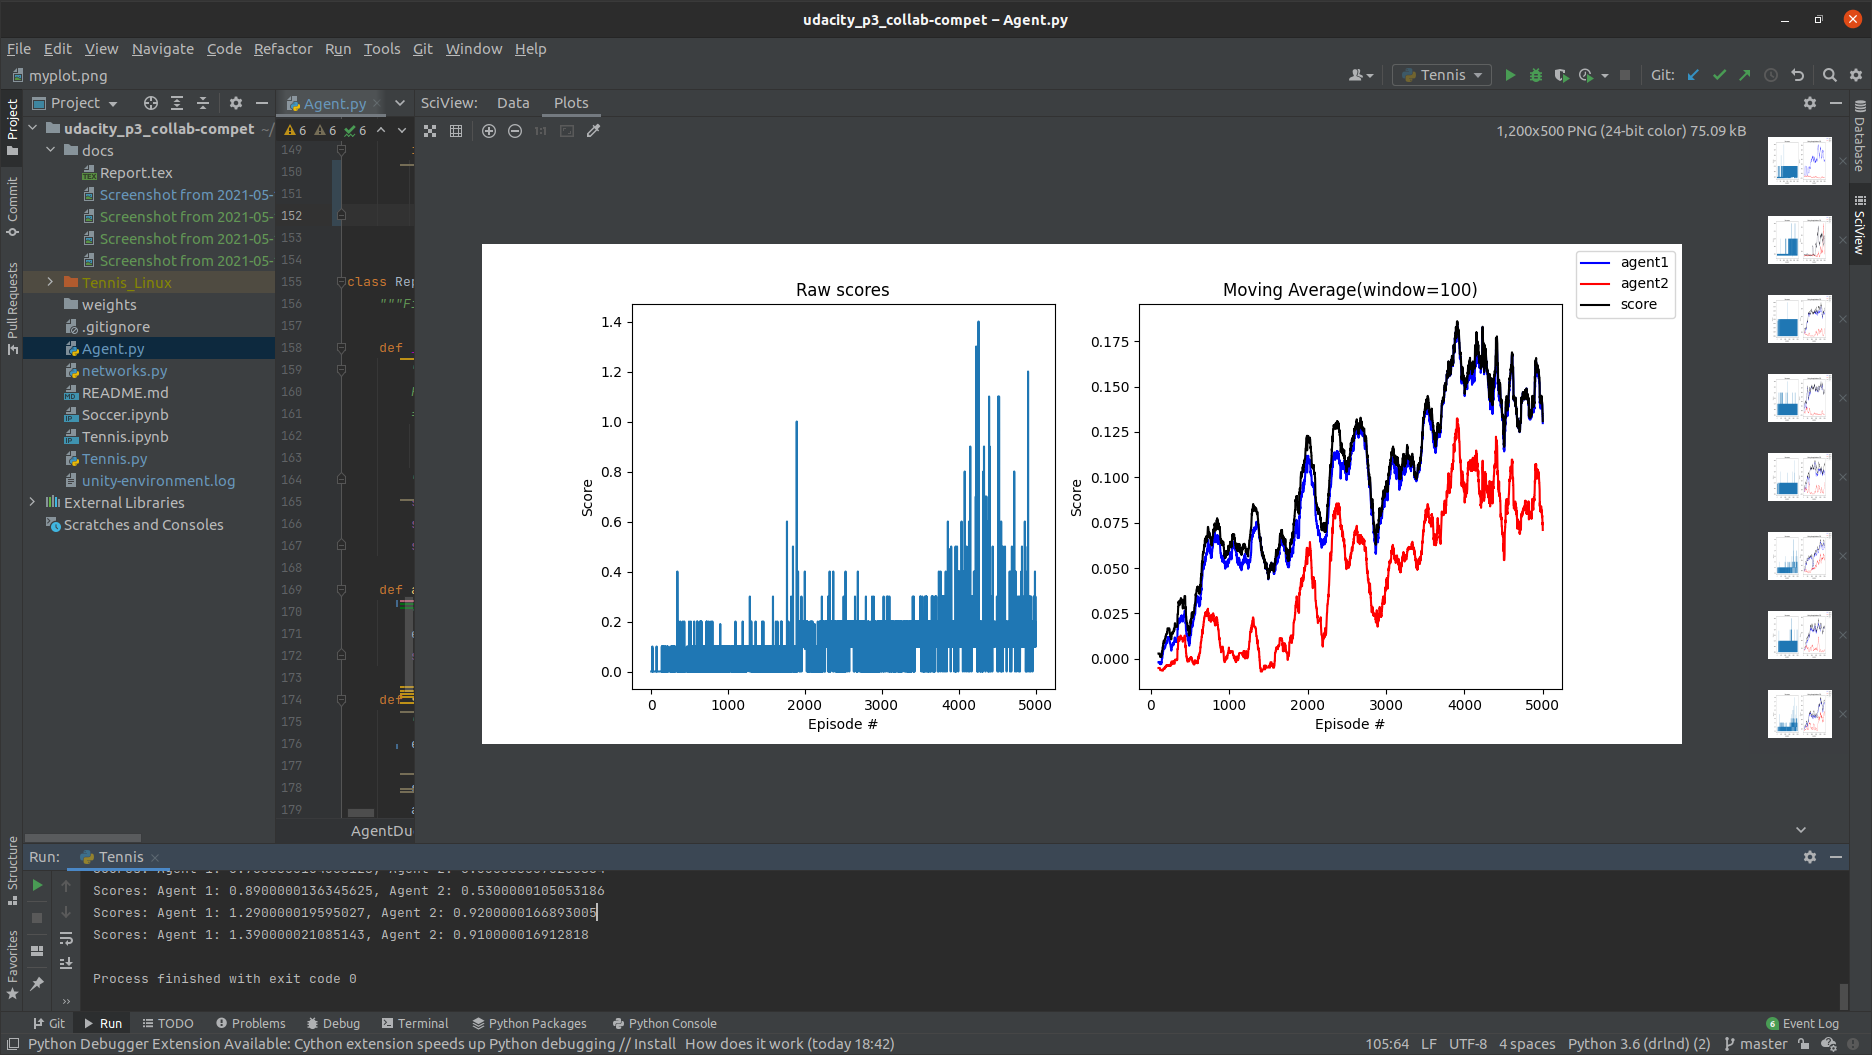 udacity_p3_collab-compet – Agent.py
File Edit View Navigate Code Refactor Run Tools Git Window Help
myplot.png
Tennis
Git:
Project
Agent.py
SciView: Data Plots
Project
Commit
Pull Requests
Structure
Favorites
udacity_p3_collab-compet ~/
docs
Report.tex
Screenshot from 2021-05-
Screenshot from 2021-05-
Screenshot from 2021-05-
Screenshot from 2021-05-
Tennis_Linux
weights
.gitignore
Agent.py
networks.py
README.md
Soccer.ipynb
Tennis.ipynb
Tennis.py
unity-environment.log
External Libraries
Scratches and Consoles
6 6 6
149
150
151
152
153
154
155 class Rep
156 """Fi
157
158 def
159
160
161
162
163
164
165
166
167
168
169 def a
170
171
172
173
174 def
175
176
177
178
179
AgentDu
1:1
1,200x500 PNG (24-bit color) 75.09 kB
Raw scores
Score
1.4
1.2
1.0
0.8
0.6
0.4
0.2
0.0
0 1000 2000 3000 4000 5000
Episode #
Moving Average(window=100)
Score
0.175
0.150
0.125
0.100
0.075
0.050
0.025
0.000
0 1000 2000 3000 4000 5000
Episode #
agent1
agent2
score
Database
SciView
Run: Tennis
Scores: Agent 1: 0.8900000136345625, Agent 2: 0.5300000105053186
Scores: Agent 1: 1.290000019595027, Agent 2: 0.9200000166893005
Scores: Agent 1: 1.390000021085143, Agent 2: 0.910000016912818
Process finished with exit code 0
Git Run TODO Problems Debug Terminal Python Packages Python Console
6 Event Log
Python Debugger Extension Available: Cython extension speeds up Python debugging // Install How does it work (today 18:42)
105:64 LF UTF-8 4 spaces Python 3.6 (drlnd) (2) master